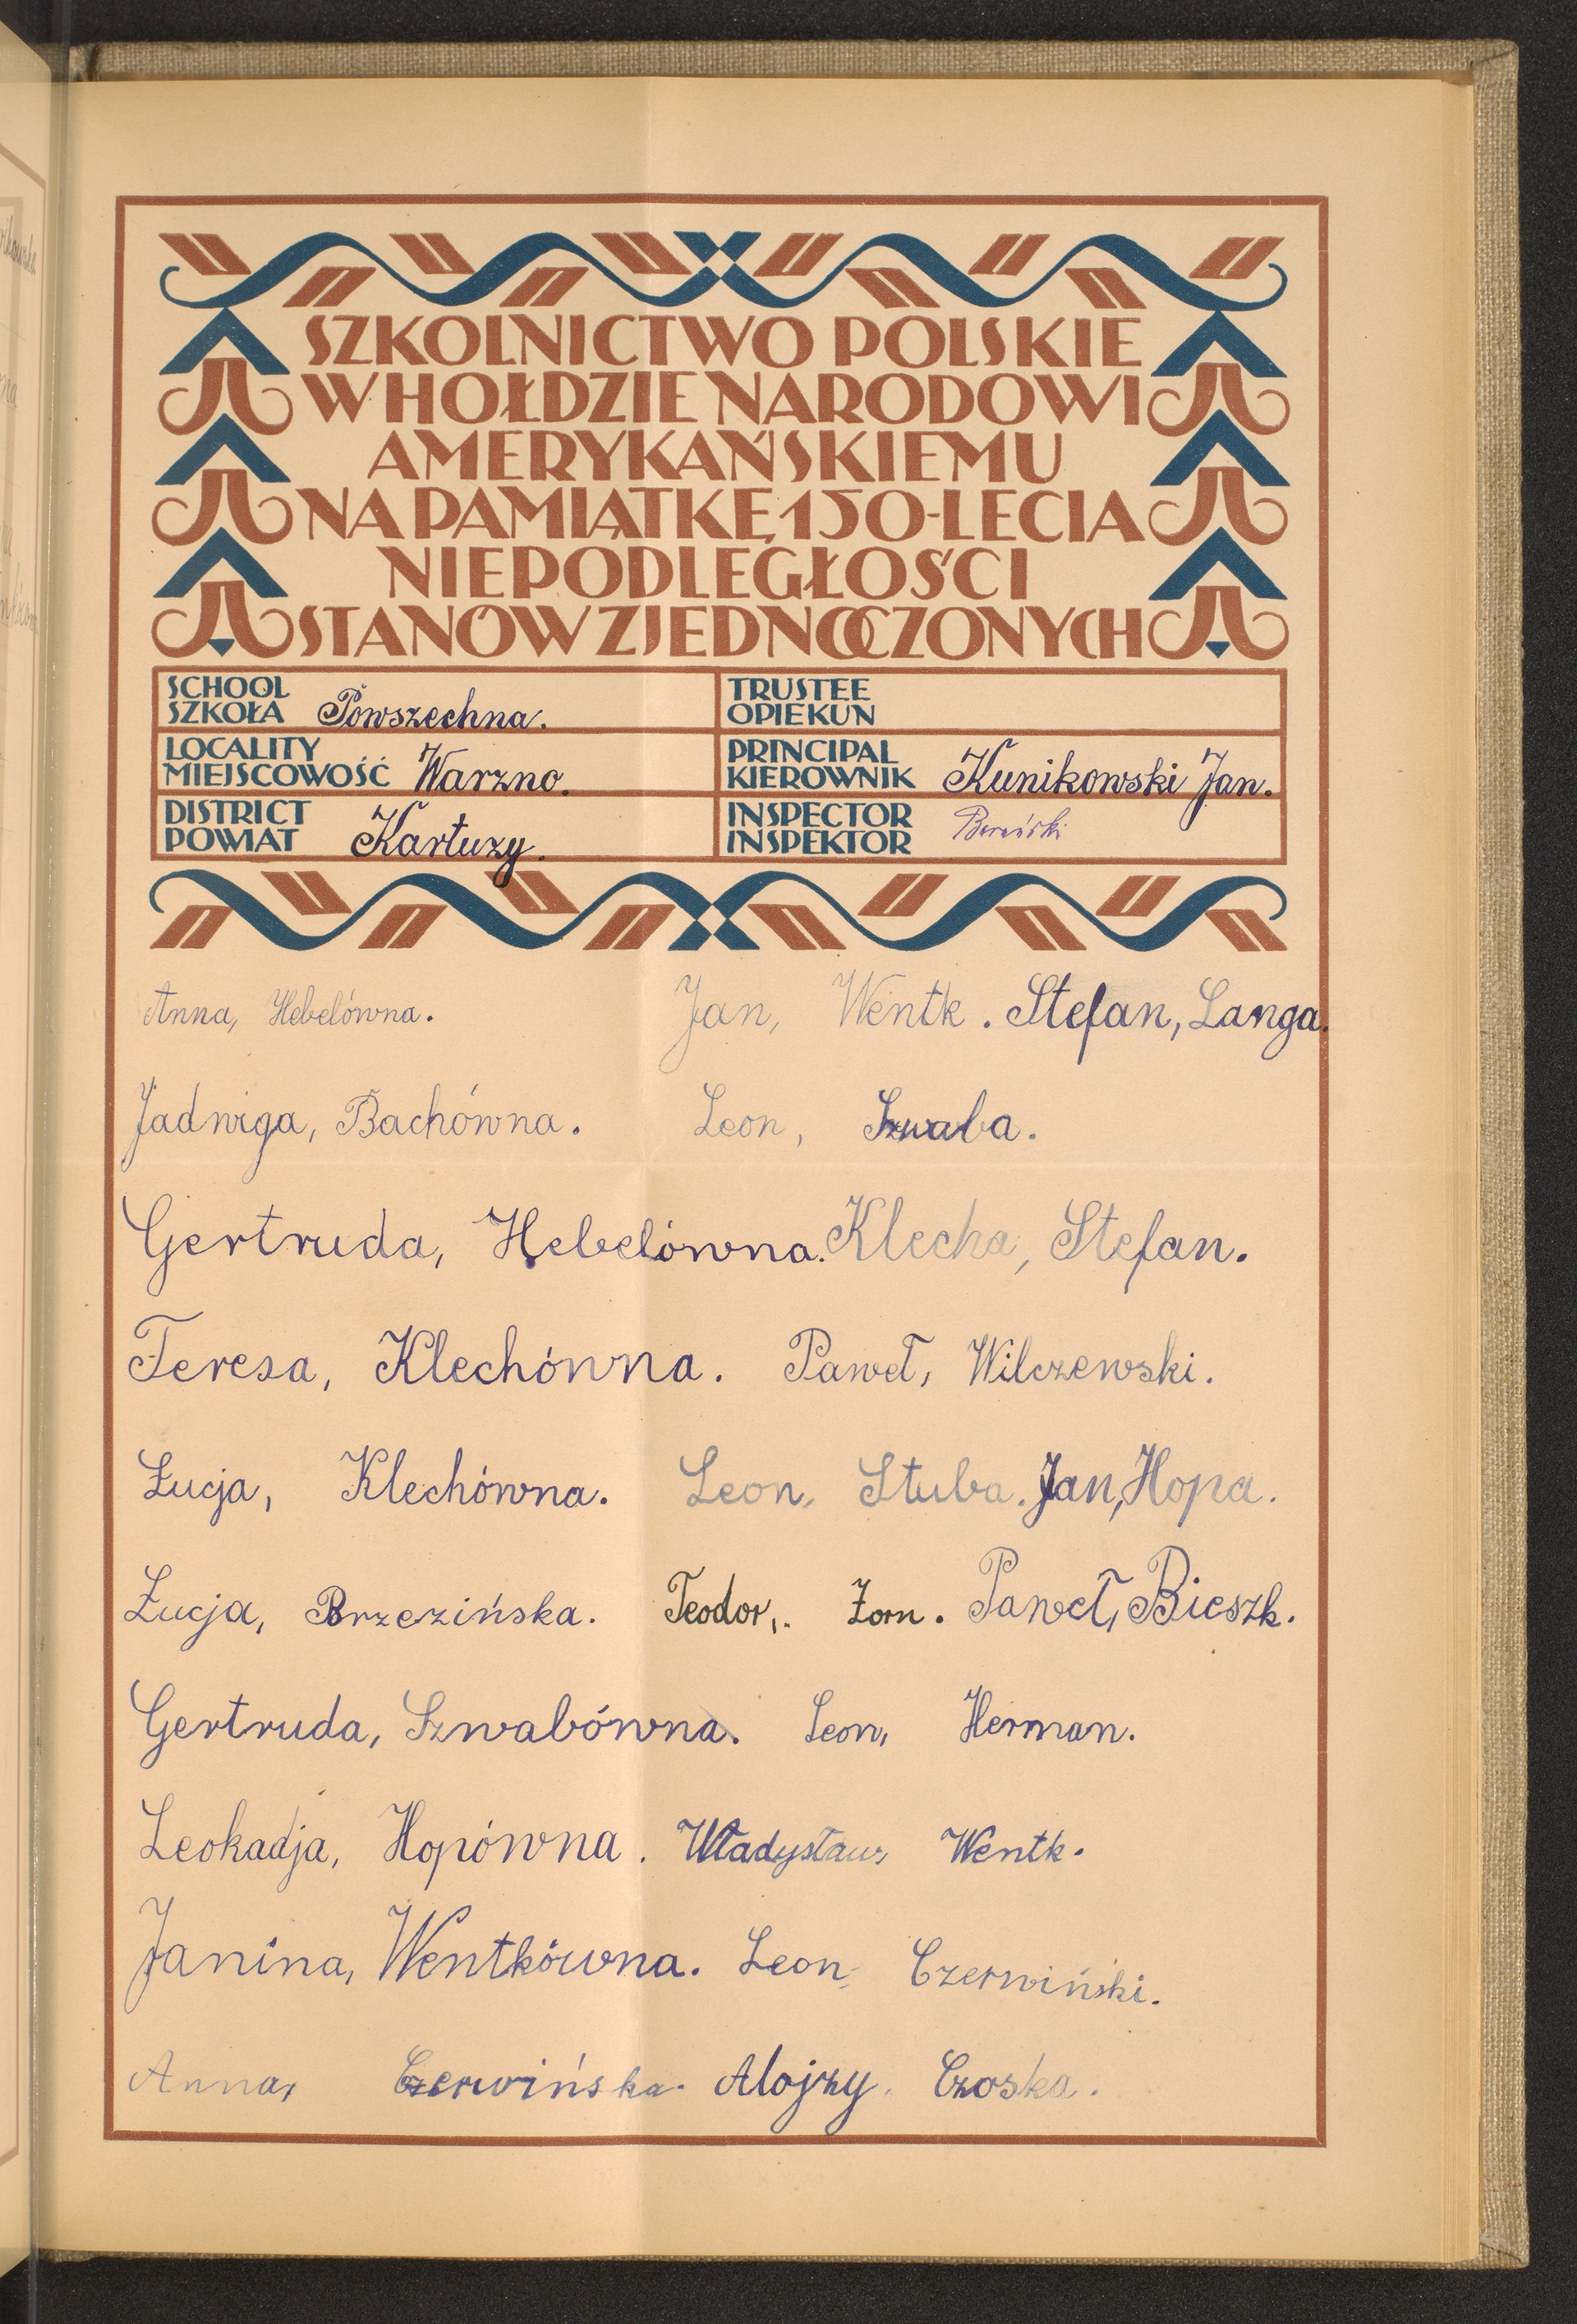 SZKOLNICTWO POLSKIE
W HOŁDZIE NARODOWI
AMERYKAŃSKIEMU
NA PAMIĄTKĘ 150-LECIA
NIEPODLEGŁOŚCI
STANÓW ZJEDNOCZONYCH
SCHOOL
SZKOŁA Powszechna.
TRUSTEE
OPIEKUN
LOCALITY
MIEJSCOWOŚĆ Warzno.
PRINCIPAL
KIEROWNIK Kunikowski Jan.
DISTRICT
POWIAT Kartuzy.
INSPECTOR
INSPEKTOR
Anna, Hebelówna. Jan, Wentk. Stefan, Langa.
Jadwiga, Bachówna. Leon, Szwaba.
Gertruda, Hebelówna. Klecha, Stefan.
Teresa, Klechówna. Paweł, Wilczewski.
Łucja, Klechówna. Leon, Stuba. Jan, Hopa.
Łucja, Brzezińska. Teodor, Zorn. Paweł, Bieszk.
Gertruda, Szwabówna. Leon, Herman.
Leokadja, Hopówna. Władysław, Wentk.
Janina, Wentkówna. Leon, Czerwiński.
Anna, Czerwińska. Alojzy, Czoska.